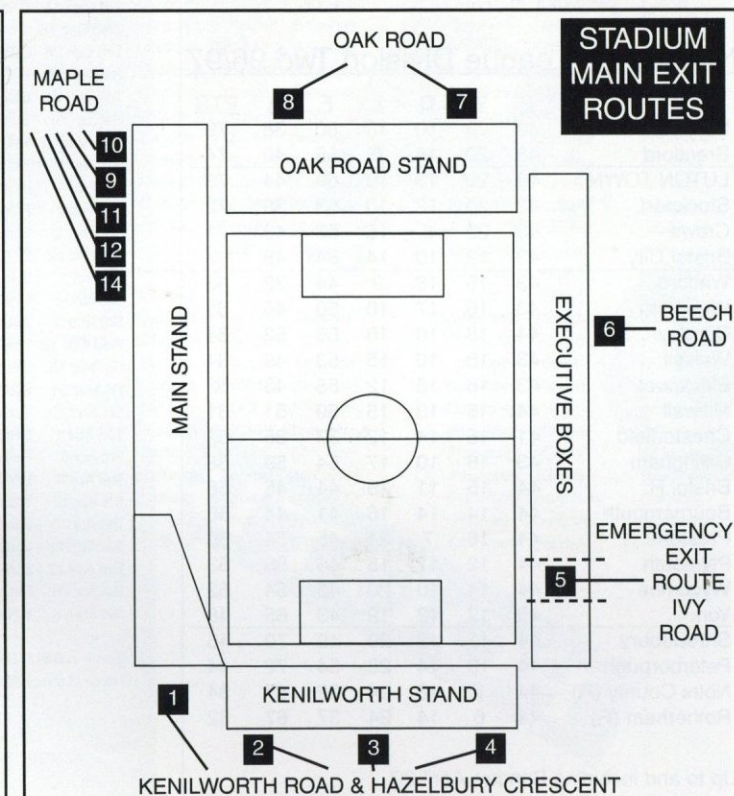 STADIUM
MAIN EXIT
ROUTES
OAK ROAD
MAPLE
ROAD
8
7
10
9
11
12
14
OAK ROAD STAND
MAIN STAND
EXECUTIVE BOXES
6
BEECH
ROAD
EMERGENCY
EXIT
5
ROUTE
IVY
ROAD
1
KENILWORTH STAND
2
3
4
KENILWORTH ROAD & HAZELBURY CRESCENT